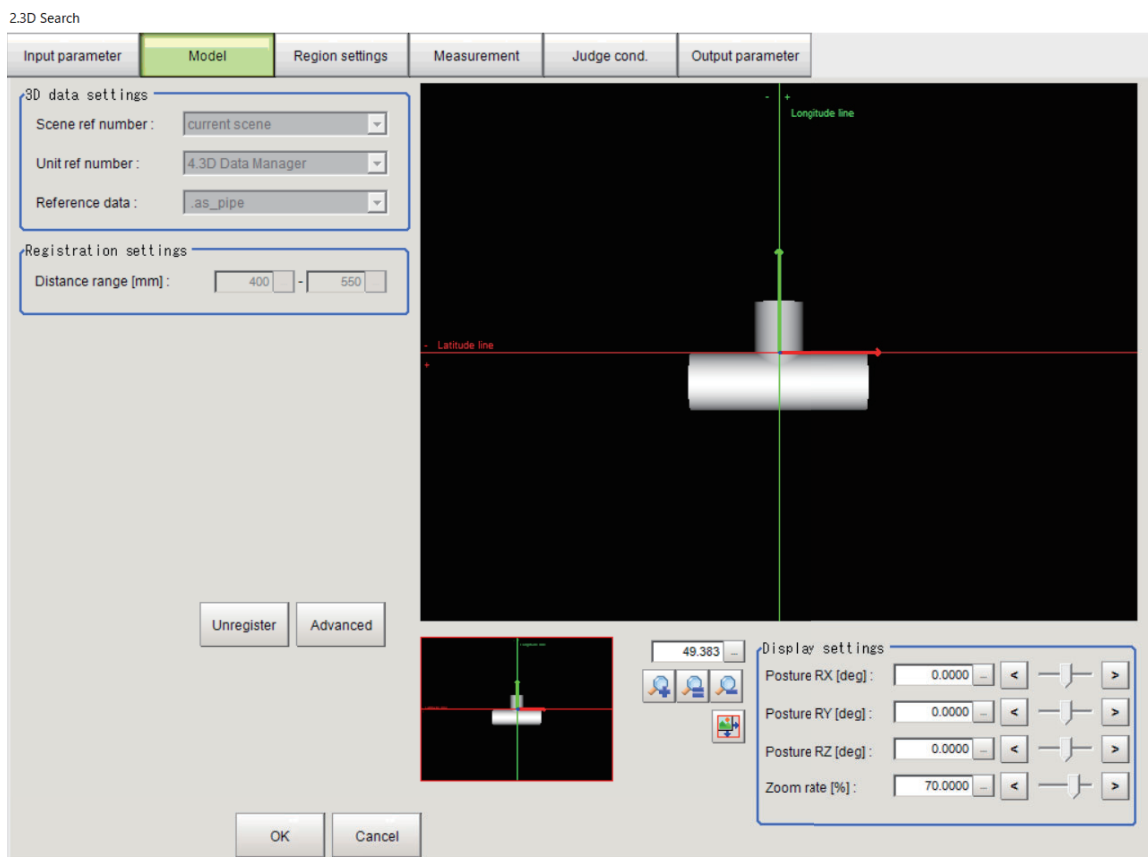 2.3D Search
Input parameter Model Region settings Measurement Judge cond. Output parameter
3D data settings
Scene ref number : current scene
Unit ref number : 4.3D Data Manager
Reference data : .as_pipe
Registration settings
Distance range [mm] : 400 ... - 550 ...
- +
Longitude line
- Latitude line
+
Unregister Advanced
49.383 ...
Display settings
Posture RX [deg] : 0.0000 ... < >
Posture RY [deg] : 0.0000 ... < >
Posture RZ [deg] : 0.0000 ... < >
Zoom rate [%] : 70.0000 ... < >
OK Cancel